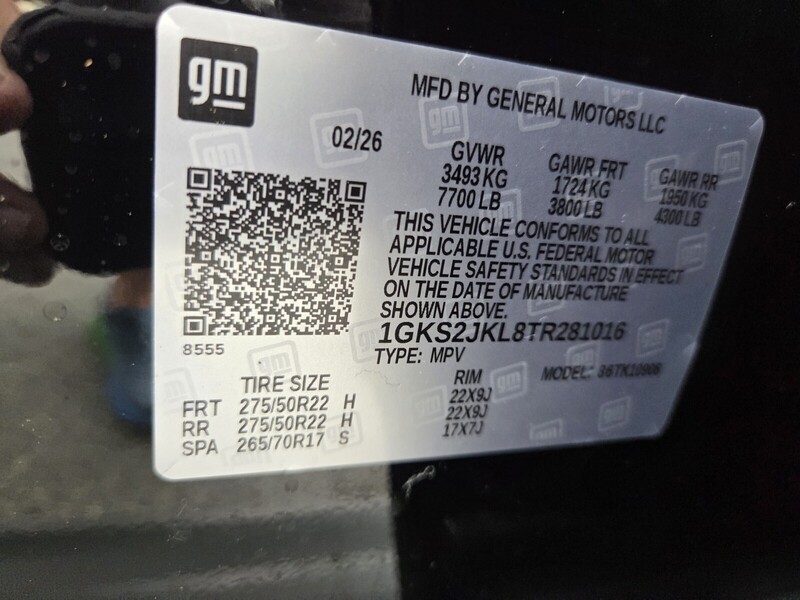 gm
MFD BY GENERAL MOTORS LLC
02/26
GVWR GAWR FRT GAWR RR
3493 KG 1724 KG 1950 KG
7700 LB 3800 LB 4300 LB
THIS VEHICLE CONFORMS TO ALL
APPLICABLE U.S. FEDERAL MOTOR
VEHICLE SAFETY STANDARDS IN EFFECT
ON THE DATE OF MANUFACTURE
SHOWN ABOVE.
1GKS2JKL8TR281016
8555
TYPE: MPV
MODEL:
TIRE SIZE RIM
FRT 275/50R22 H 22X9J
RR 275/50R22 H 22X9J
SPA 265/70R17 S 17X7J